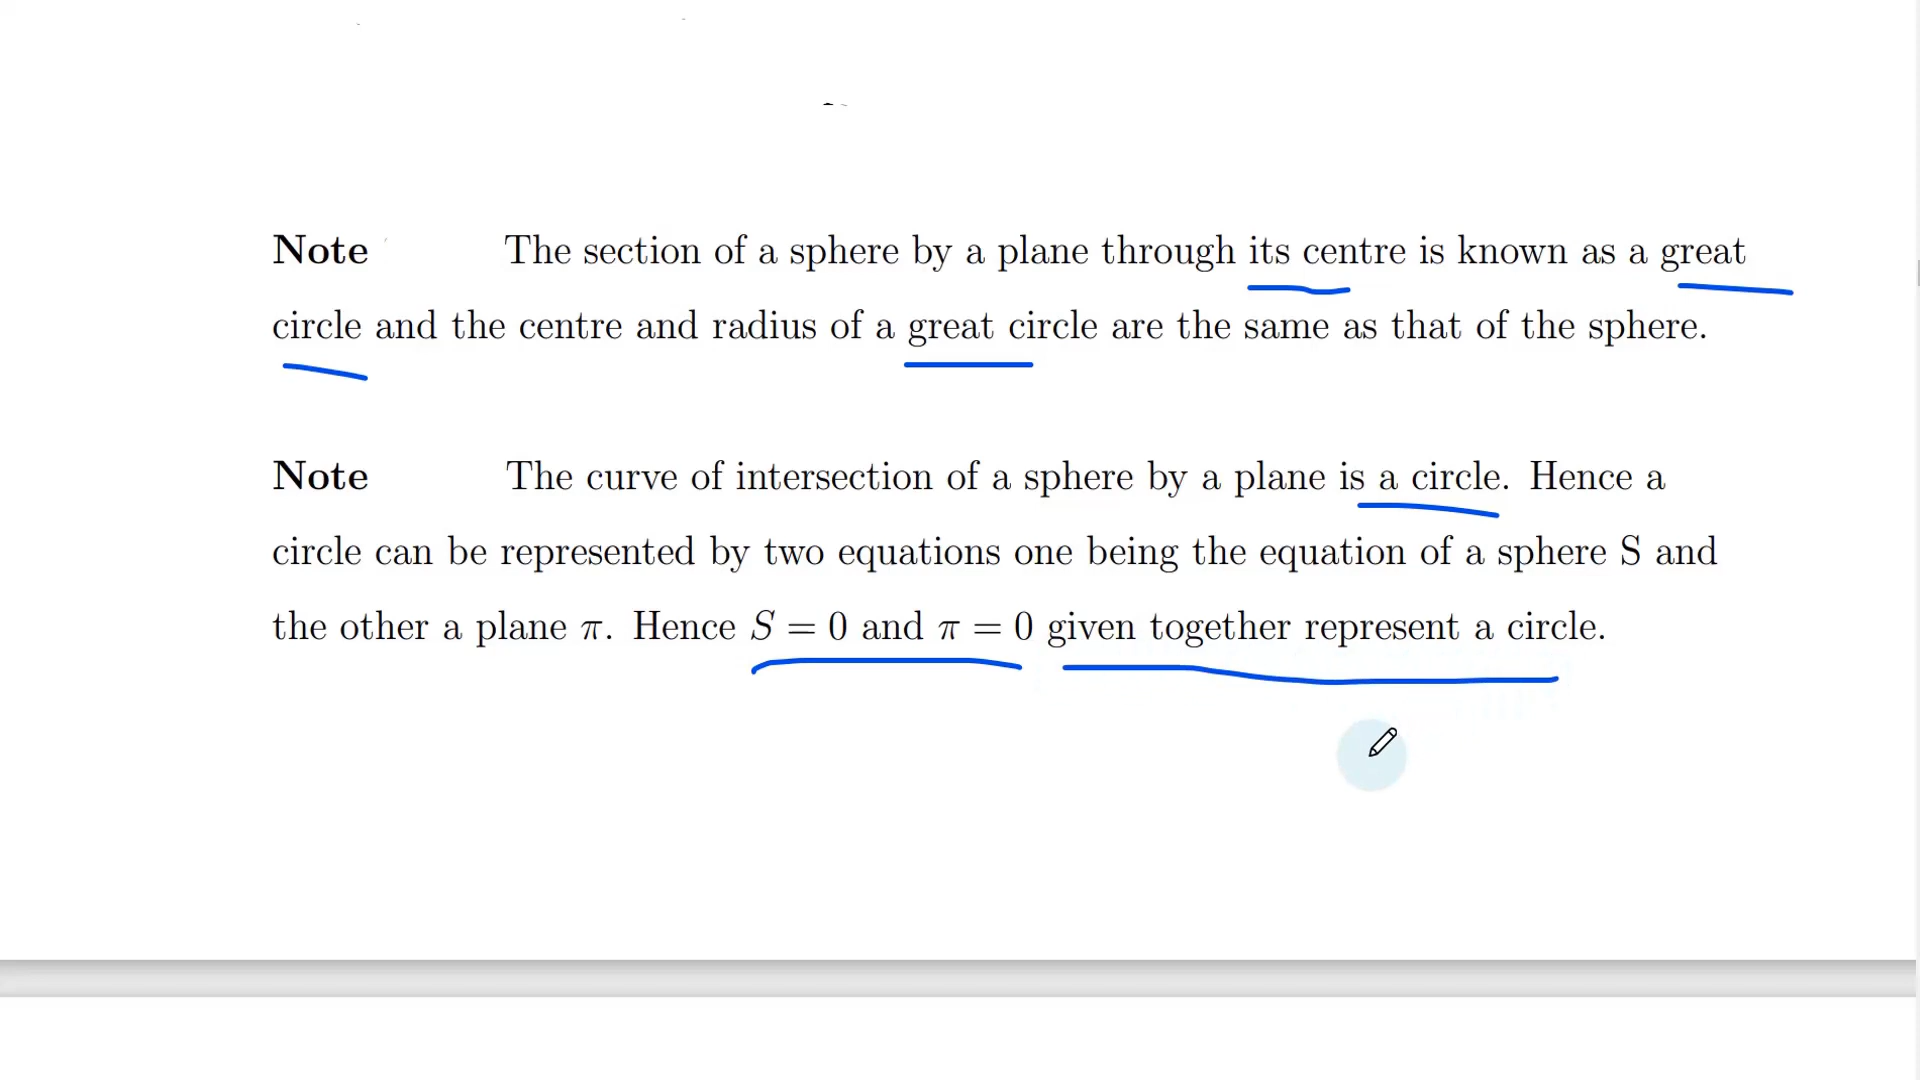 Note The section of a sphere by a plane through its centre is known as a great
circle and the centre and radius of a great circle are the same as that of the sphere.
Note The curve of intersection of a sphere by a plane is a circle. Hence a
circle can be represented by two equations one being the equation of a sphere S and
the other a plane π. Hence S = 0 and π = 0 given together represent a circle.